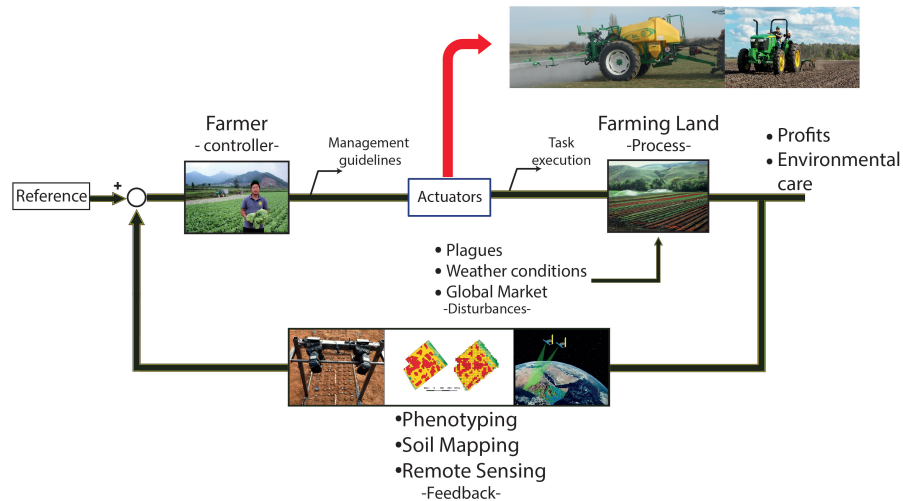 Farmer
- controller-
Management
guidelines
Task
execution
Farming Land
-Process-
• Profits
• Environmental
care
Reference
+
Actuators
• Plagues
• Weather conditions
• Global Market
-Disturbances-
•Phenotyping
•Soil Mapping
•Remote Sensing
-Feedback-